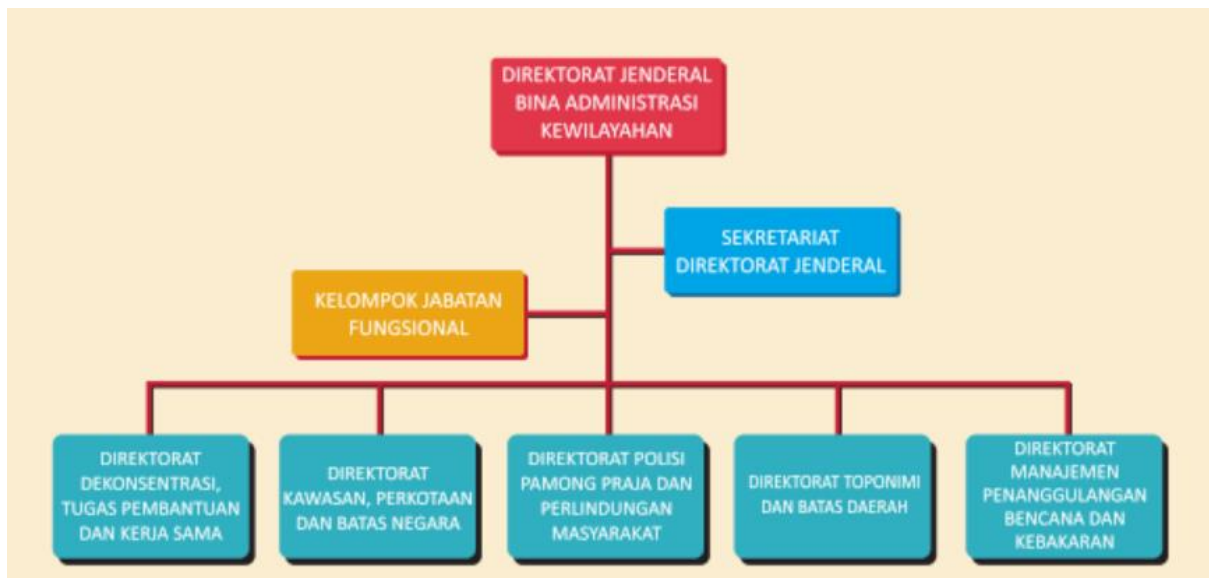 DIREKTORAT JENDERAL
BINA ADMINISTRASI
KEWILAYAHAN
SEKRETARIAT
DIREKTORAT JENDERAL
KELOMPOK JABATAN
FUNGSIONAL
DIREKTORAT
DEKONSENTRASI,
TUGAS PEMBANTUAN
DAN KERJA SAMA
DIREKTORAT
KAWASAN, PERKOTAAN
DAN BATAS NEGARA
DIREKTORAT POLISI
PAMONG PRAJA DAN
PERLINDUNGAN
MASYARAKAT
DIREKTORAT TOPONIMI
DAN BATAS DAERAH
DIREKTORAT
MANAJEMEN
PENANGGULANGAN
BENCANA DAN
KEBAKARAN